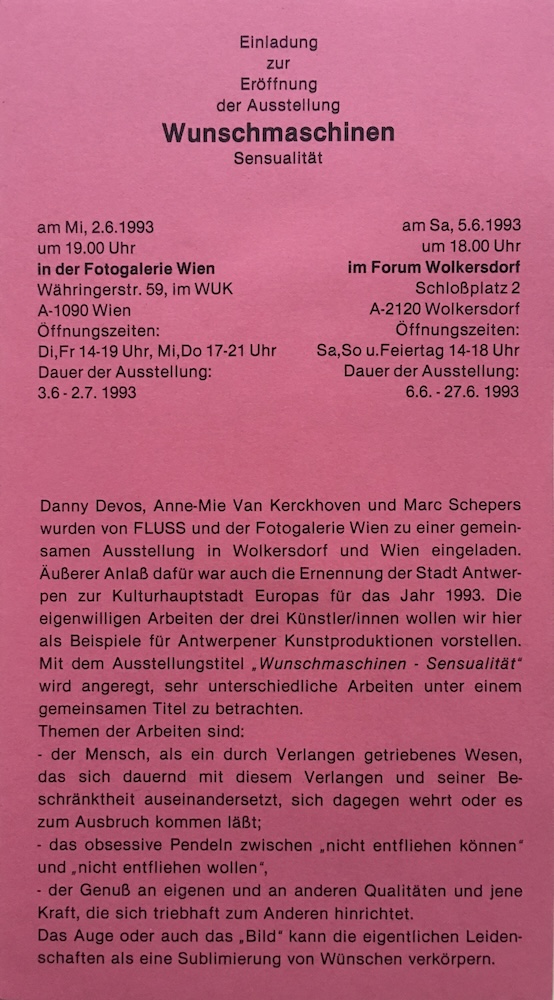 Einladung
zur
Eröffnung
der Ausstellung
Wunschmaschinen
Sensualität
am Mi, 2.6.1993
um 19.00 Uhr
in der Fotogalerie Wien
Währingerstr. 59, im WUK
A-1090 Wien
Öffnungszeiten:
Di,Fr 14-19 Uhr, Mi,Do 17-21 Uhr
Dauer der Ausstellung:
3.6 - 2.7. 1993
am Sa, 5.6.1993
um 18.00 Uhr
im Forum Wolkersdorf
Schloßplatz 2
A-2120 Wolkersdorf
Öffnungszeiten:
Sa,So u.Feiertag 14-18 Uhr
Dauer der Ausstellung:
6.6. - 27.6. 1993
Danny Devos, Anne-Mie Van Kerckhoven und Marc Schepers
wurden von FLUSS und der Fotogalerie Wien zu einer gemein-
samen Ausstellung in Wolkersdorf und Wien eingeladen.
Äußerer Anlaß dafür war auch die Ernennung der Stadt Antwer-
pen zur Kulturhauptstadt Europas für das Jahr 1993. Die
eigenwilligen Arbeiten der drei Künstler/innen wollen wir hier
als Beispiele für Antwerpener Kunstproduktionen vorstellen.
Mit dem Ausstellungstitel „Wunschmaschinen - Sensualität“
wird angeregt, sehr unterschiedliche Arbeiten unter einem
gemeinsamen Titel zu betrachten.
Themen der Arbeiten sind:
- der Mensch, als ein durch Verlangen getriebenes Wesen,
das sich dauernd mit diesem Verlangen und seiner Be-
schränktheit auseinandersetzt, sich dagegen wehrt oder es
zum Ausbruch kommen läßt;
- das obsessive Pendeln zwischen „nicht entfliehen können“
und „nicht entfliehen wollen“,
- der Genuß an eigenen und an anderen Qualitäten und jene
Kraft, die sich triebhaft zum Anderen hinrichtet.
Das Auge oder auch das „Bild“ kann die eigentlichen Leiden-
schaften als eine Sublimierung von Wünschen verkörpern.